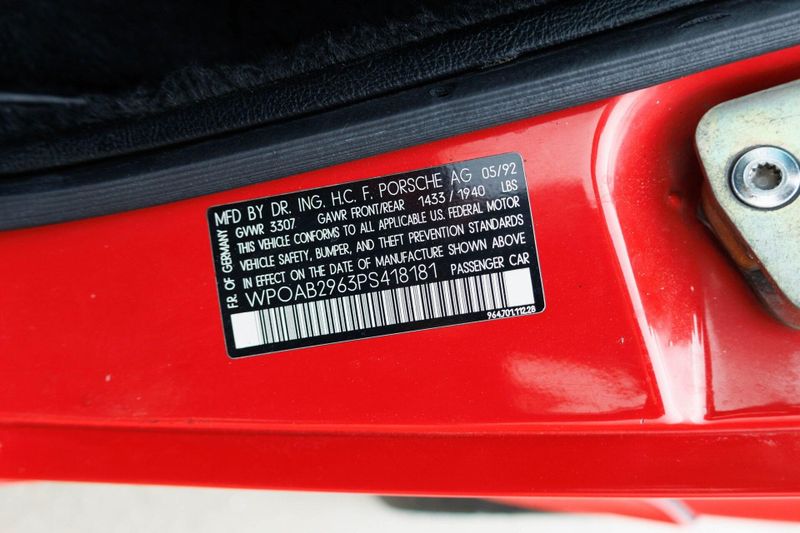 MFD BY DR. ING. H.C. F. PORSCHE AG 05/92
GVWR 3307 GAWR FRONT/REAR 1433 / 1940 LBS
THIS VEHICLE CONFORMS TO ALL APPLICABLE U.S. FEDERAL MOTOR
VEHICLE SAFETY, BUMPER, AND THEFT PREVENTION STANDARDS
IN EFFECT ON THE DATE OF MANUFACTURE SHOWN ABOVE
WPOAB2963PS418181 PASSENGER CAR
FR. OF GERMANY
964.701.112.28